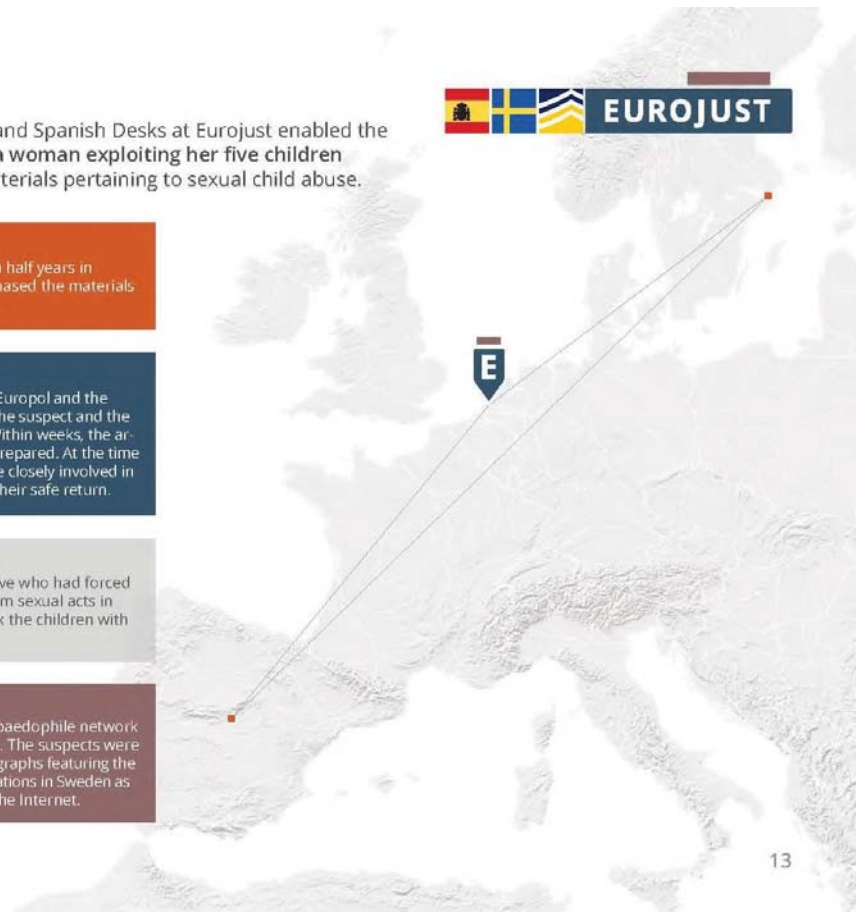 EUROJUST
and Spanish Desks at Eurojust enabled the
a woman exploiting her five children
terials pertaining to sexual child abuse.
half years in
ased the materials
E
Europol and the
he suspect and the
Within weeks, the ar-
repared. At the time
e closely involved in
heir safe return.
ve who had forced
m sexual acts in
k the children with
paedophile network
. The suspects were
graphs featuring the
ations in Sweden as
he Internet.
13